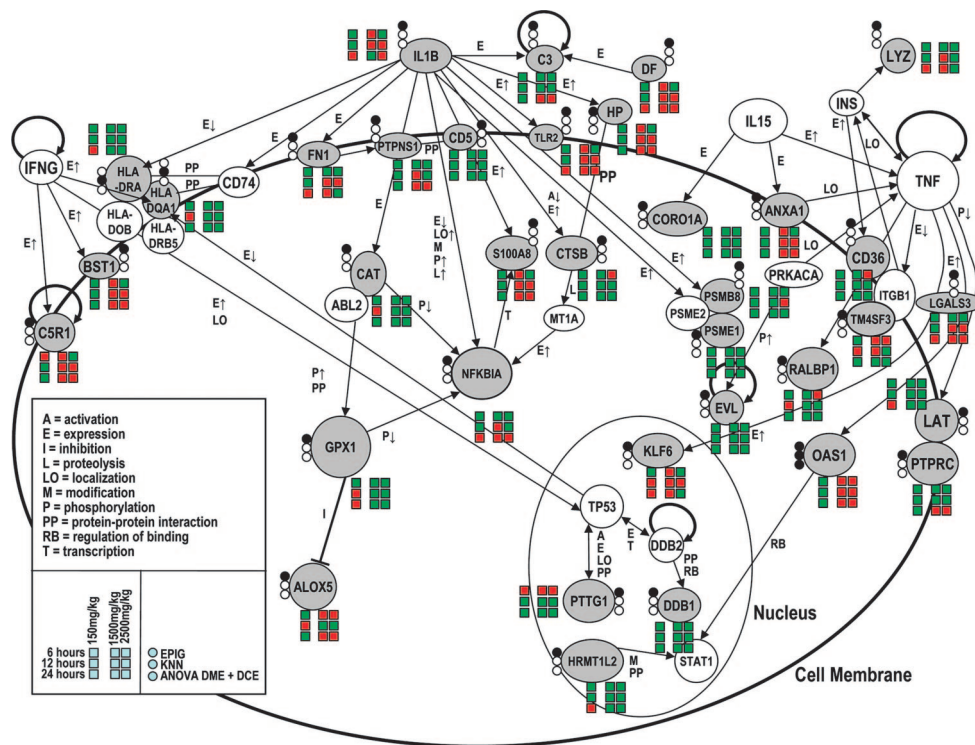 IL1B
E
C3
E
DF
LYZ
E↑
E↑
HP
INS
E↓
E
E
CD5
TLR2
IL15
E↑
LO
IFNG
E↑
PP
FN1
PTPNS1
PP
E↑
PP
E
E
E↑
TNF
HLA
-DRA
HLA
DQA1
PP
CD74
A↓
E↑
CORO1A
ANXA1
LO
P↓
HLA-
DOB
HLA-
DRB5
E↑
E
E
LO↑
M
P↑
L↑
S100A8
CTSB
E↑
LO
CD36
E↓
E↑
E↑
BST1
E↓
CAT
ABL2
P↓
T
L
MT1A
E↑
PSMB8
PSME2
PSME1
PRKACA
ITGB1
TM4SF3
LGALS3
C5R1
E↑
LO
E↑
P↑
NFKBIA
RALBP1
P↑
PP
EVL
LAT
A = activation
E = expression
I = inhibition
L = proteolysis
LO = localization
M = modification
P = phosphorylation
PP = protein-protein interaction
RB = regulation of binding
T = transcription
GPX1
P↓
KLF6
E↑
OAS1
PTPRC
I
TP53
E
T
DDB2
A
E
LO
PP
PP
RB
RB
ALOX5
PTTG1
DDB1
Nucleus
150mg/kg
1500mg/kg
2500mg/kg
6 hours
12 hours
24 hours
EPIG
KNN
ANOVA DME + DCE
HRMT1L2
M
PP
STAT1
Cell Membrane